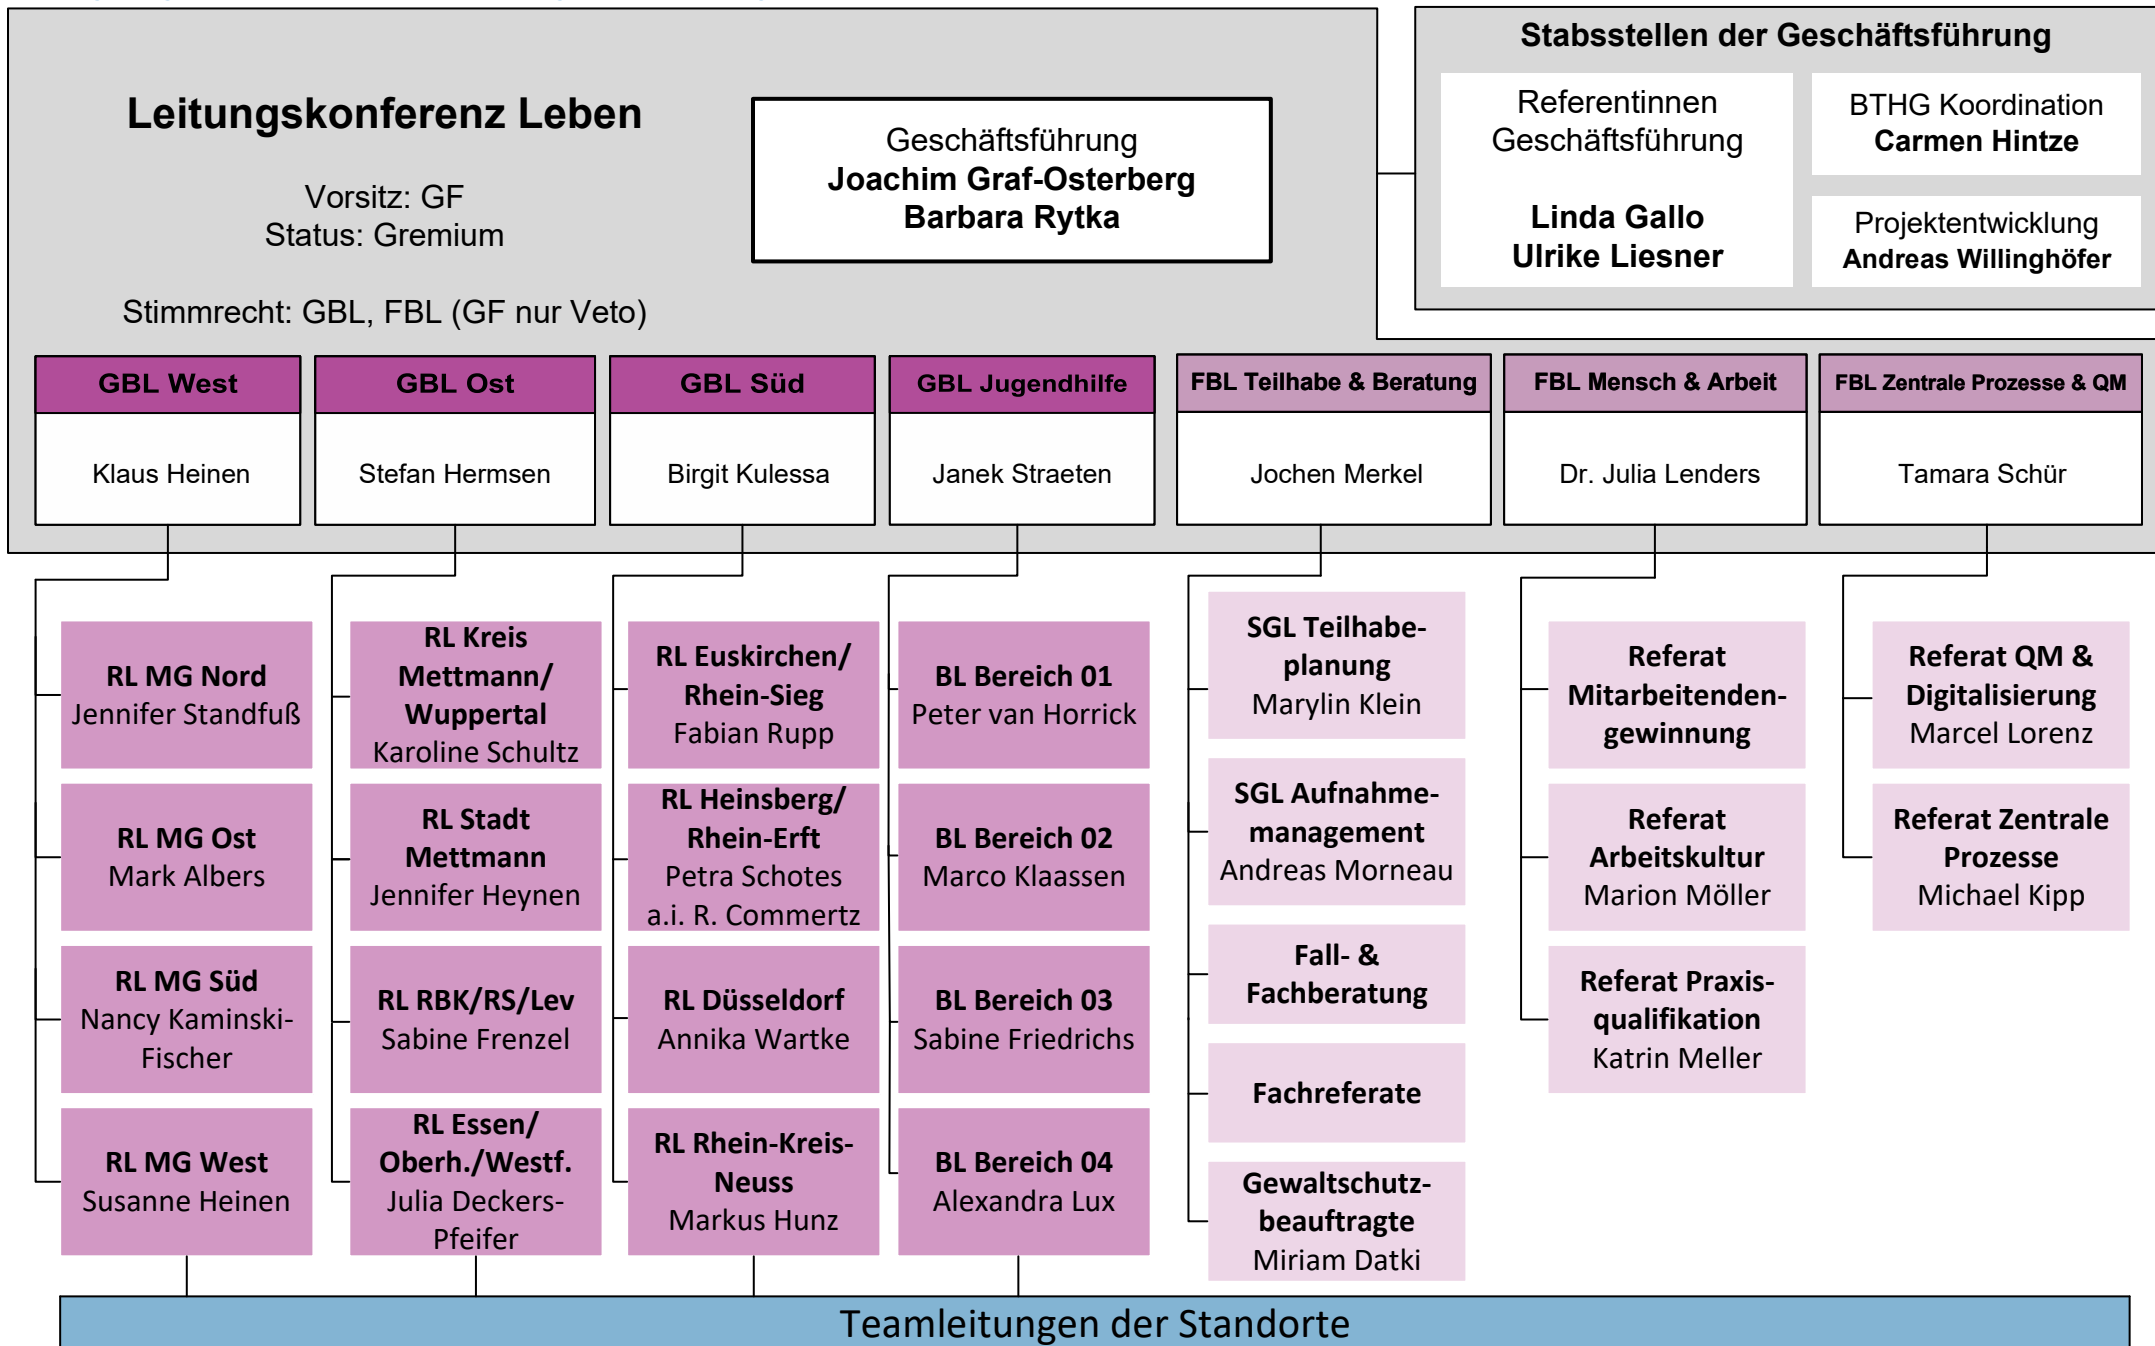 Leitungskonferenz Leben
Vorsitz: GF
Status: Gremium
Stimmrecht: GBL, FBL (GF nur Veto)
Geschäftsführung
Joachim Graf-Osterberg
Barbara Rytka
Stabsstellen der Geschäftsführung
Referentinnen
Geschäftsführung
Linda Gallo
Ulrike Liesner
BTHG Koordination
Carmen Hintze
Projektentwicklung
Andreas Willinghöfer
GBL West
Klaus Heinen
GBL Ost
Stefan Hermsen
GBL Süd
Birgit Kulessa
GBL Jugendhilfe
Janek Straeten
FBL Teilhabe & Beratung
Jochen Merkel
FBL Mensch & Arbeit
Dr. Julia Lenders
FBL Zentrale Prozesse & QM
Tamara Schür
RL MG Nord
Jennifer Standfuß
RL MG Ost
Mark Albers
RL MG Süd
Nancy Kaminski-
Fischer
RL MG West
Susanne Heinen
RL Kreis
Mettmann/
Wuppertal
Karoline Schultz
RL Stadt
Mettmann
Jennifer Heynen
RL RBK/RS/Lev
Sabine Frenzel
RL Essen/
Oberh./Westf.
Julia Deckers-
Pfeifer
RL Euskirchen/
Rhein-Sieg
Fabian Rupp
RL Heinsberg/
Rhein-Erft
Petra Schotes
a.i. R. Commertz
RL Düsseldorf
Annika Wartke
RL Rhein-Kreis-
Neuss
Markus Hunz
BL Bereich 01
Peter van Horrick
BL Bereich 02
Marco Klaassen
BL Bereich 03
Sabine Friedrichs
BL Bereich 04
Alexandra Lux
SGL Teilhabe-
planung
Marylin Klein
SGL Aufnahme-
management
Andreas Morneau
Fall- &
Fachberatung
Fachreferate
Gewaltschutz-
beauftragte
Miriam Datki
Referat
Mitarbeitenden-
gewinnung
Referat
Arbeitskultur
Marion Möller
Referat Praxis-
qualifikation
Katrin Meller
Referat QM &
Digitalisierung
Marcel Lorenz
Referat Zentrale
Prozesse
Michael Kipp
Teamleitungen der Standorte